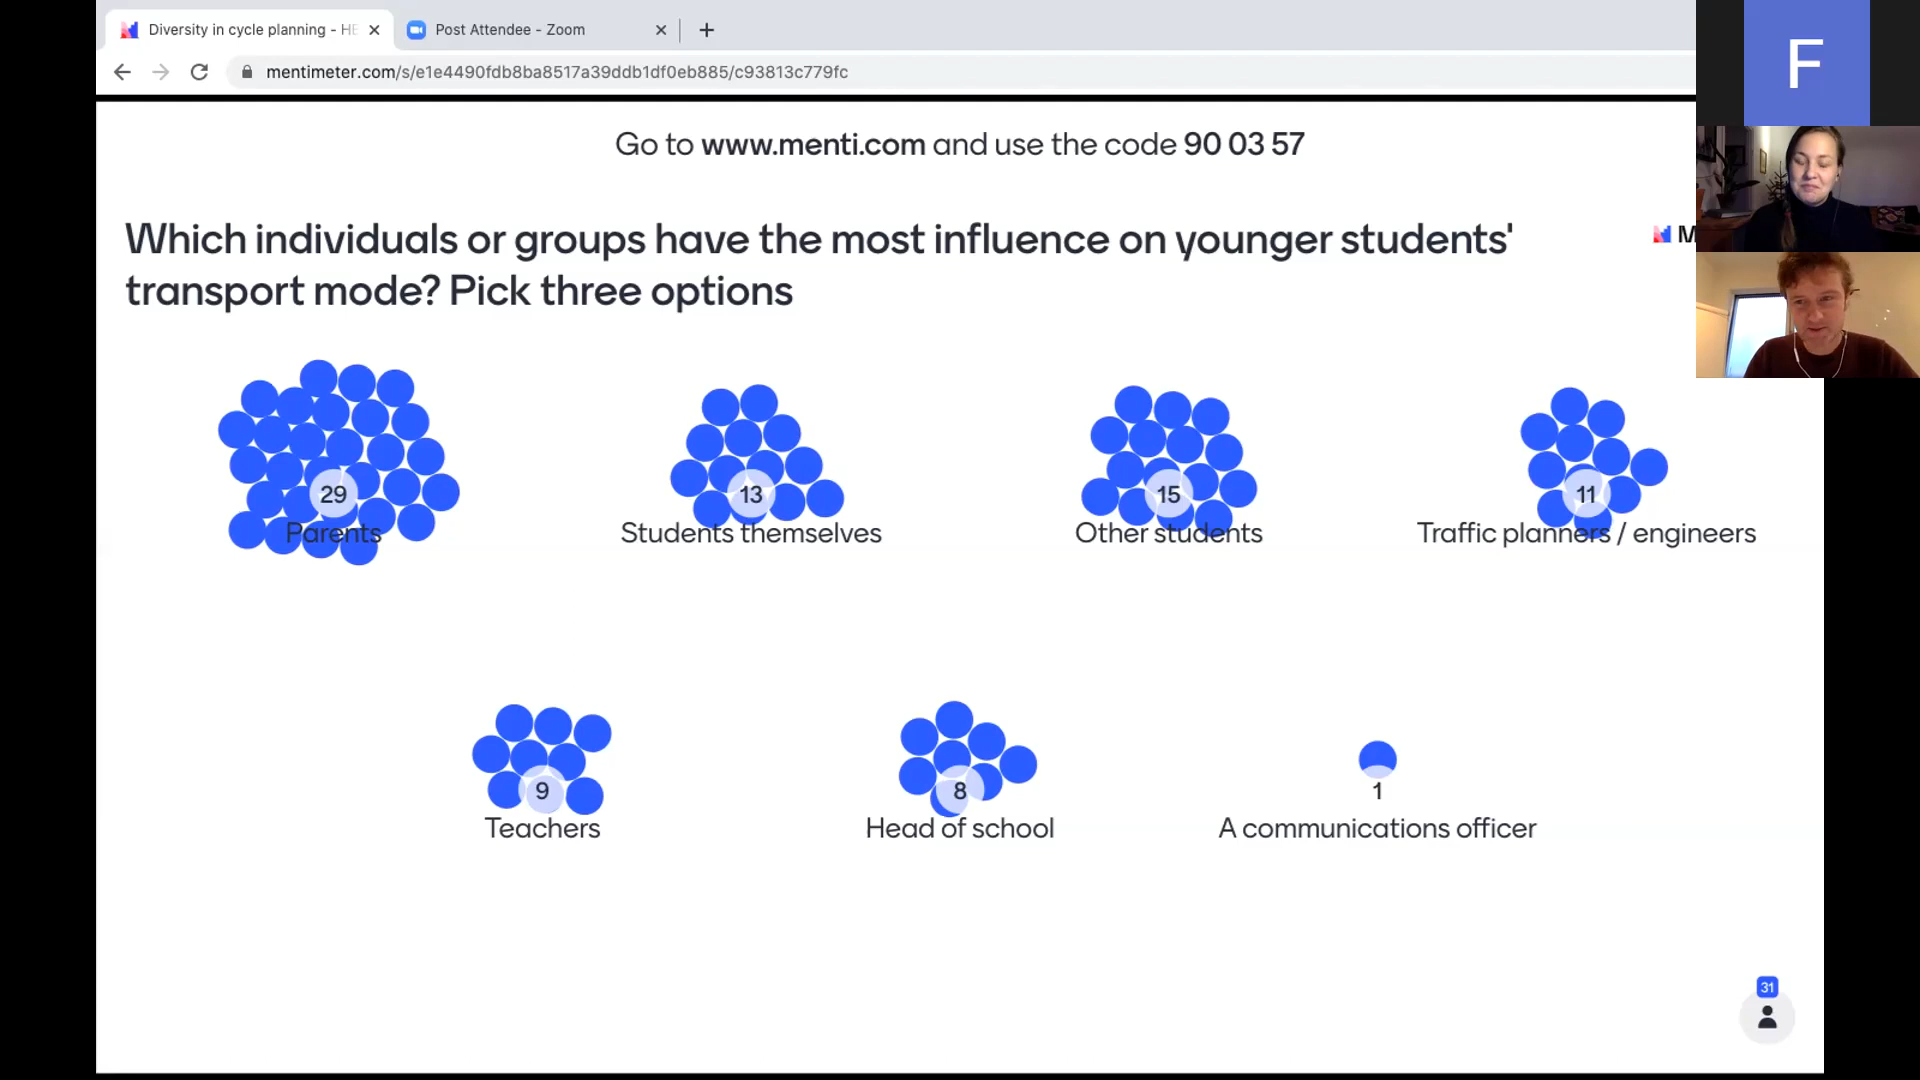 Diversity in cycle planning - HE
Post Attendee - Zoom
mentimeter.com/s/e1e4490fdb8ba8517a39ddb1df0eb885/c93813c779fc
F
Go to www.menti.com and use the code 90 03 57
Which individuals or groups have the most influence on younger students'
transport mode? Pick three options
M
29
Parents
13
Students themselves
15
Other students
11
Traffic planners / engineers
9
Teachers
8
Head of school
1
A communications officer
31